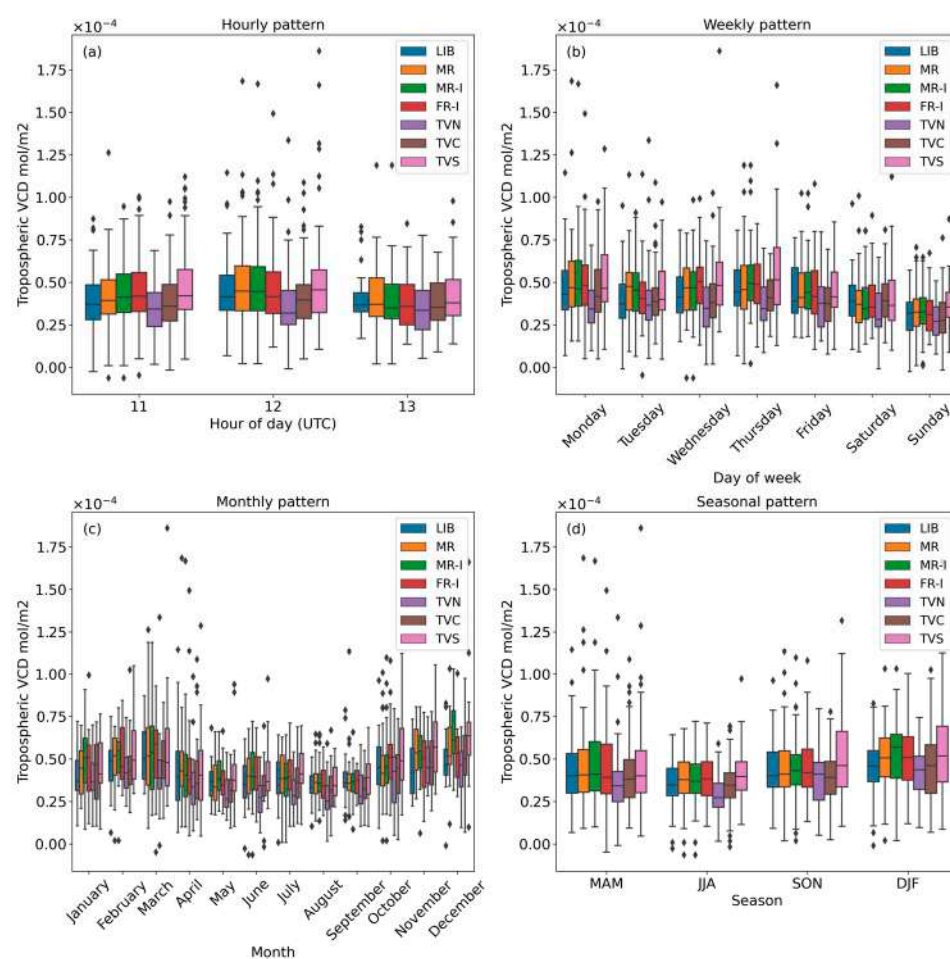 Hourly pattern
×10⁻⁴
(a)
LIB
MR
MR-I
FR-I
TVN
TVC
TVS
Tropospheric VCD mol/m2
1.75
1.50
1.25
1.00
0.75
0.50
0.25
0.00
11
12
13
Hour of day (UTC)
Weekly pattern
×10⁻⁴
(b)
LIB
MR
MR-I
FR-I
TVN
TVC
TVS
Tropospheric VCD mol/m2
1.75
1.50
1.25
1.00
0.75
0.50
0.25
0.00
Monday
Tuesday
Wednesday
Thursday
Friday
Saturday
Sunday
Day of week
Monthly pattern
×10⁻⁴
(c)
LIB
MR
MR-I
FR-I
TVN
TVC
TVS
Tropospheric VCD mol/m2
1.75
1.50
1.25
1.00
0.75
0.50
0.25
0.00
January
February
March
April
May
June
July
August
September
October
November
December
Month
Seasonal pattern
×10⁻⁴
(d)
LIB
MR
MR-I
FR-I
TVN
TVC
TVS
Tropospheric VCD mol/m2
1.75
1.50
1.25
1.00
0.75
0.50
0.25
0.00
MAM
JJA
SON
DJF
Season